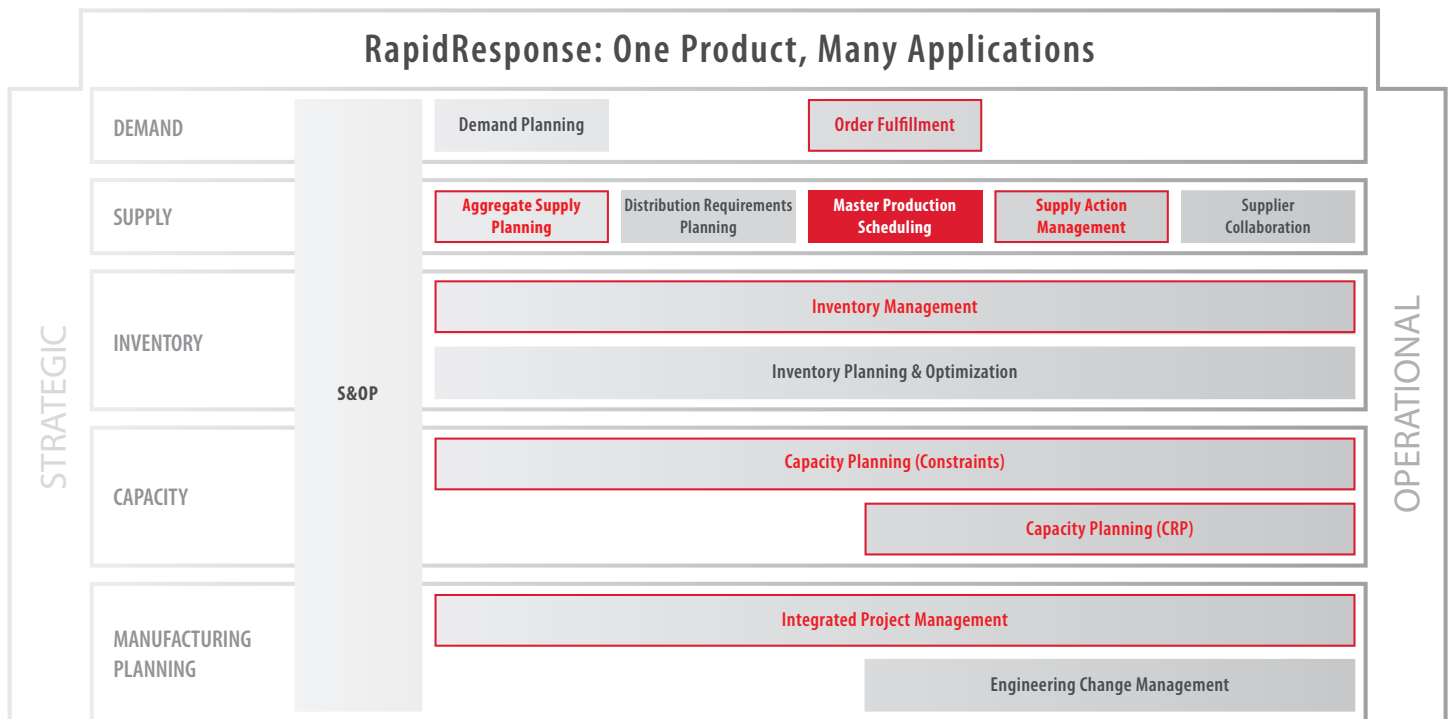 RapidResponse: One Product, Many Applications
STRATEGIC
OPERATIONAL
S&OP
DEMAND
Demand Planning
Order Fulfillment
SUPPLY
Aggregate Supply
Planning
Distribution Requirements
Planning
Master Production
Scheduling
Supply Action
Management
Supplier
Collaboration
INVENTORY
Inventory Management
Inventory Planning & Optimization
CAPACITY
Capacity Planning (Constraints)
Capacity Planning (CRP)
MANUFACTURING
PLANNING
Integrated Project Management
Engineering Change Management